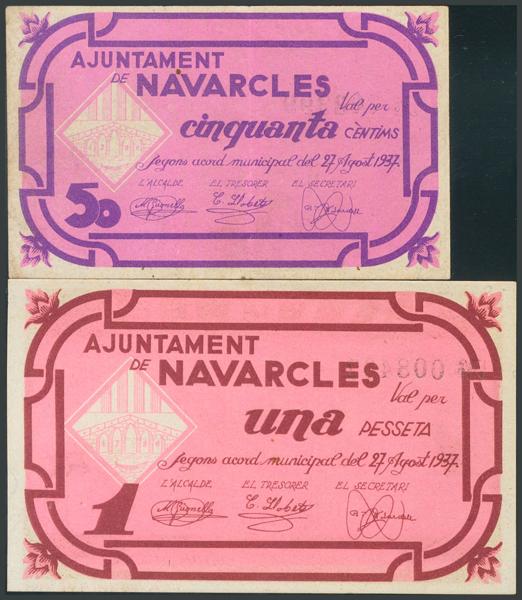 AJUNTAMENT
DE NAVARCLES
Val per
cinquanta CÈNTIMS
segons acord municipal del 27 Agost 1937.
L'ALCALDE EL TRESORER EL SECRETARI
50
C. Llobet
AJUNTAMENT
DE NAVARCLES
Val per
una PESSETA
segons acord municipal del 27 Agost 1937.
L'ALCALDE EL TRESORER EL SECRETARI
1
C. Llobet